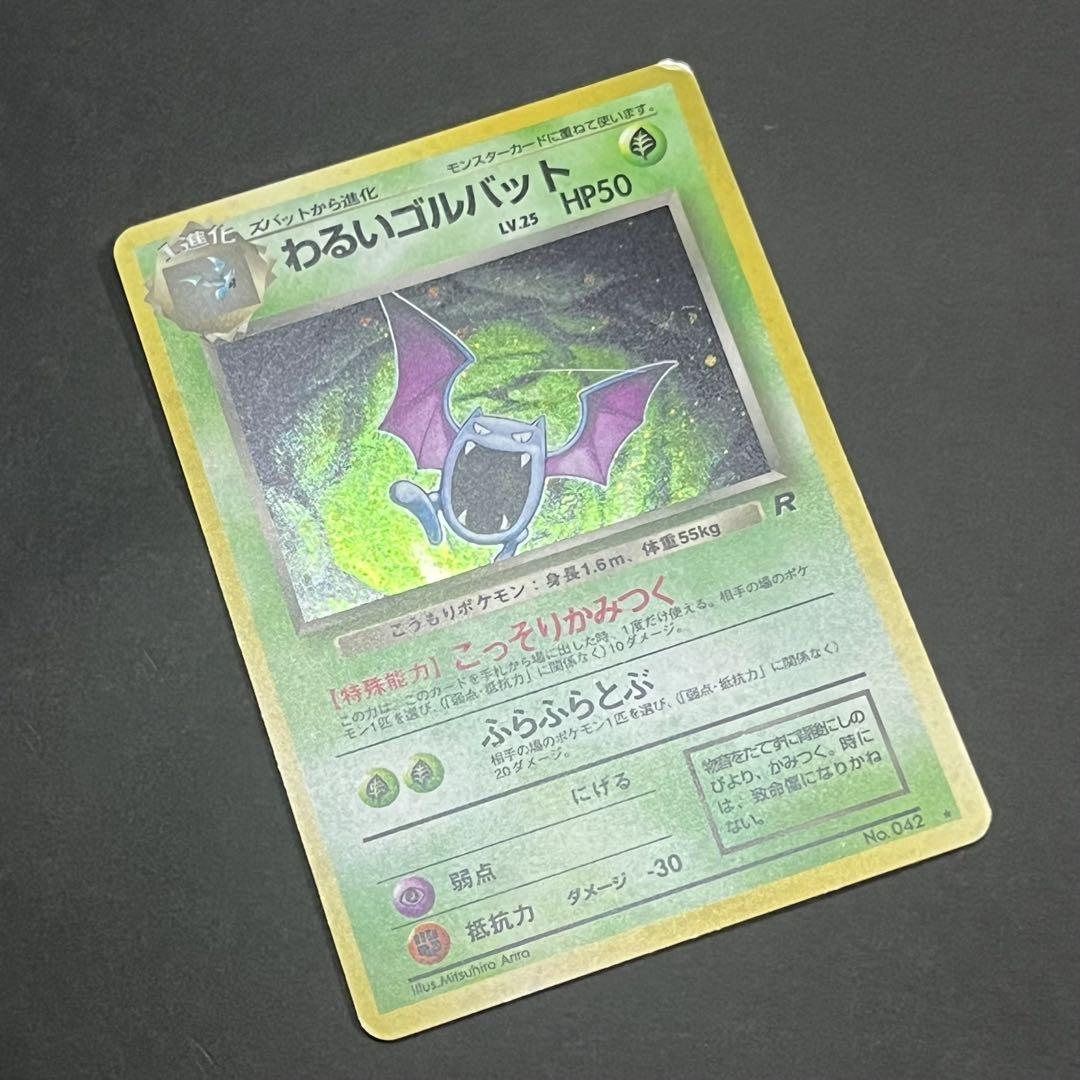 モンスターカードに重ねて使います。
ズバットから進化
1進化
わるいゴルバット
LV.25
HP50
R
こうもりポケモン：身長1.6m、体重55kg
【特殊能力】こっそりかみつく
この力は、このカードを手札から場に出した時、1度だけ使える。相手の場のポケ
モン1匹を選び、(「弱点・抵抗力」に関係なく)10ダメージ。
ふらふらとぶ
相手の場のポケモン1匹を選び、(「弱点・抵抗力」に関係なく)
20ダメージ。
にげる
物音をたてずに背後にしの
びより、かみつく。時に
は、致命傷になりかね
ない。
弱点
No.042
抵抗力 ダメージ -30
Illus.Mitsuhiro Arita